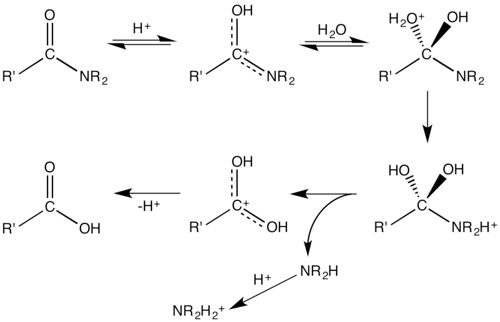 O H⁺ OH H₂O H₂O⁺ OH
C C⁺ C
R' NR₂ R' NR₂ R' NR₂
O OH HO OH
C -H⁺ C⁺ C
R' OH R' OH R' NR₂H⁺
H⁺ NR₂H
NR₂H₂⁺